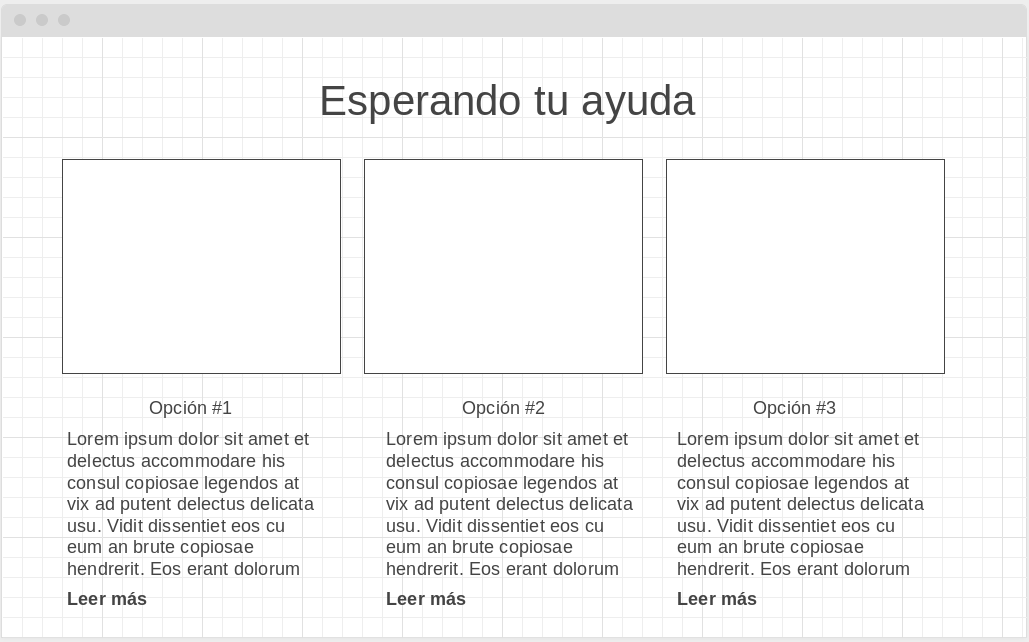 Esperando tu ayuda
Opción #1
Lorem ipsum dolor sit amet et
delectus accommodare his
consul copiosae legendos at
vix ad putent delectus delicata
usu. Vidit dissentiet eos cu
eum an brute copiosae
hendrerit. Eos erant dolorum
Leer más
Opción #2
Lorem ipsum dolor sit amet et
delectus accommodare his
consul copiosae legendos at
vix ad putent delectus delicata
usu. Vidit dissentiet eos cu
eum an brute copiosae
hendrerit. Eos erant dolorum
Leer más
Opción #3
Lorem ipsum dolor sit amet et
delectus accommodare his
consul copiosae legendos at
vix ad putent delectus delicata
usu. Vidit dissentiet eos cu
eum an brute copiosae
hendrerit. Eos erant dolorum
Leer más